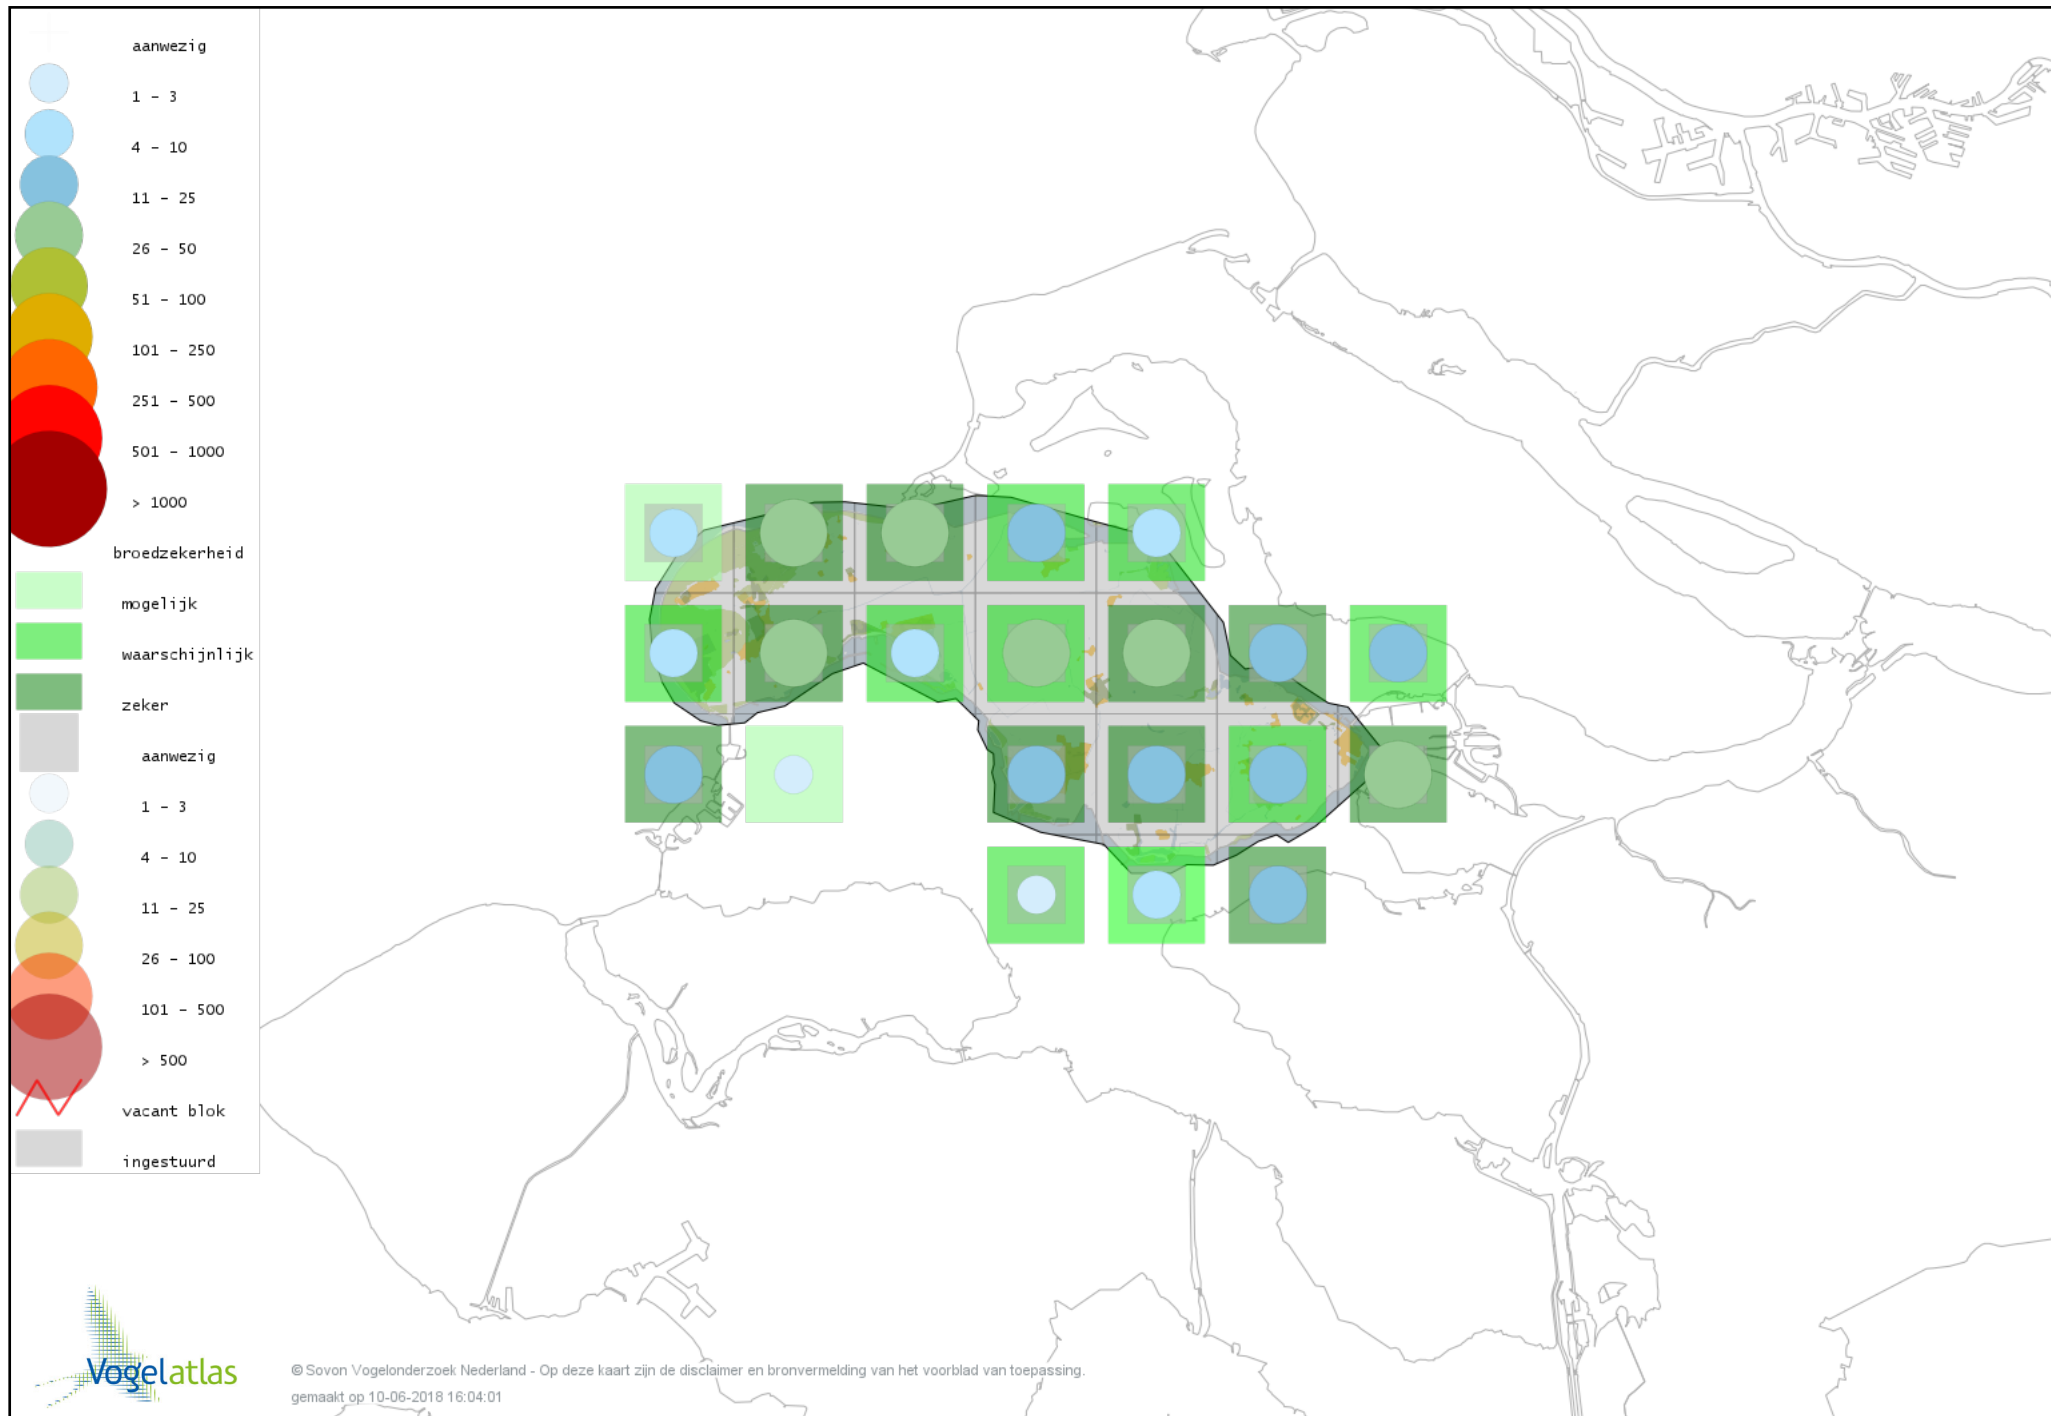 aanwezig
1 - 3
4 - 10
11 - 25
26 - 50
51 - 100
101 - 250
251 - 500
501 - 1000
> 1000
broedzekerheid
mogelijk
waarschijnlijk
zeker
aanwezig
1 - 3
4 - 10
11 - 25
26 - 100
101 - 500
> 500
vacant blok
ingestuurd
Vogelatlas
© Sovon Vogelonderzoek Nederland - Op deze kaart zijn de disclaimer en bronvermelding van het voorblad van toepassing.
gemaakt op 10-06-2018 16:04:01